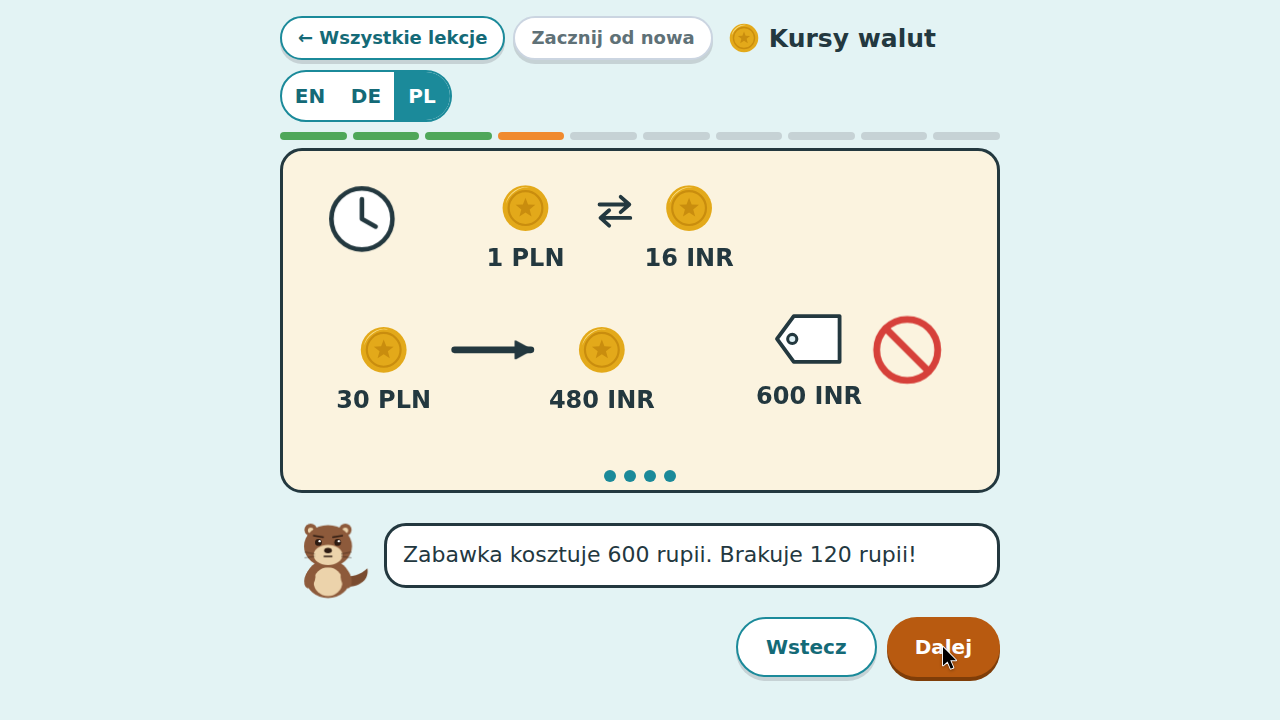 ← Wszystkie lekcje
Zacznij od nowa
Kursy walut
EN DE PL
1 PLN
16 INR
30 PLN
480 INR
600 INR
Zabawka kosztuje 600 rupii. Brakuje 120 rupii!
Wstecz
Dalej